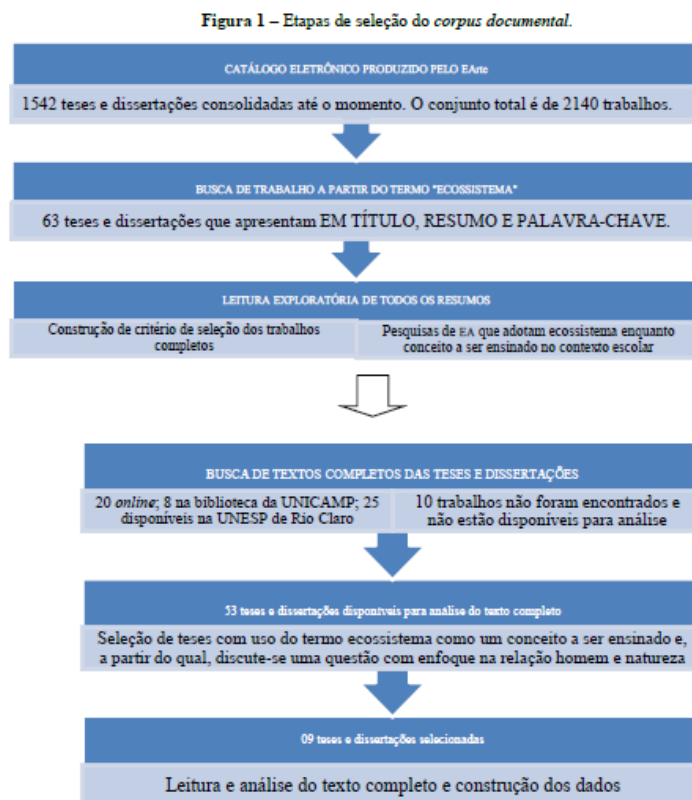 Figura 1 – Etapas de seleção do corpus documental.
CATÁLOGO ELETRÔNICO PRODUZIDO PELO EArte
1542 teses e dissertações consolidadas até o momento. O conjunto total é de 2140 trabalhos.
BUSCA DE TRABALHO A PARTIR DO TERMO "ECOSSISTEMA"
63 teses e dissertações que apresentam EM TÍTULO, RESUMO E PALAVRA-CHAVE.
LEITURA EXPLORATÓRIA DE TODOS OS RESUMOS
Construção de critério de seleção dos trabalhos
completos
Pesquisas de EA que adotam ecossistema enquanto
conceito a ser ensinado no contexto escolar
BUSCA DE TEXTOS COMPLETOS DAS TESES E DISSERTAÇÕES
20 online; 8 na biblioteca da UNICAMP; 25
disponíveis na UNESP de Rio Claro
10 trabalhos não foram encontrados e
não estão disponíveis para análise
53 teses e dissertações disponíveis para análise do texto completo
Seleção de teses com uso do termo ecossistema como um conceito a ser ensinado e,
a partir do qual, discute-se uma questão com enfoque na relação homem e natureza
09 teses e dissertações selecionadas
Leitura e análise do texto completo e construção dos dados